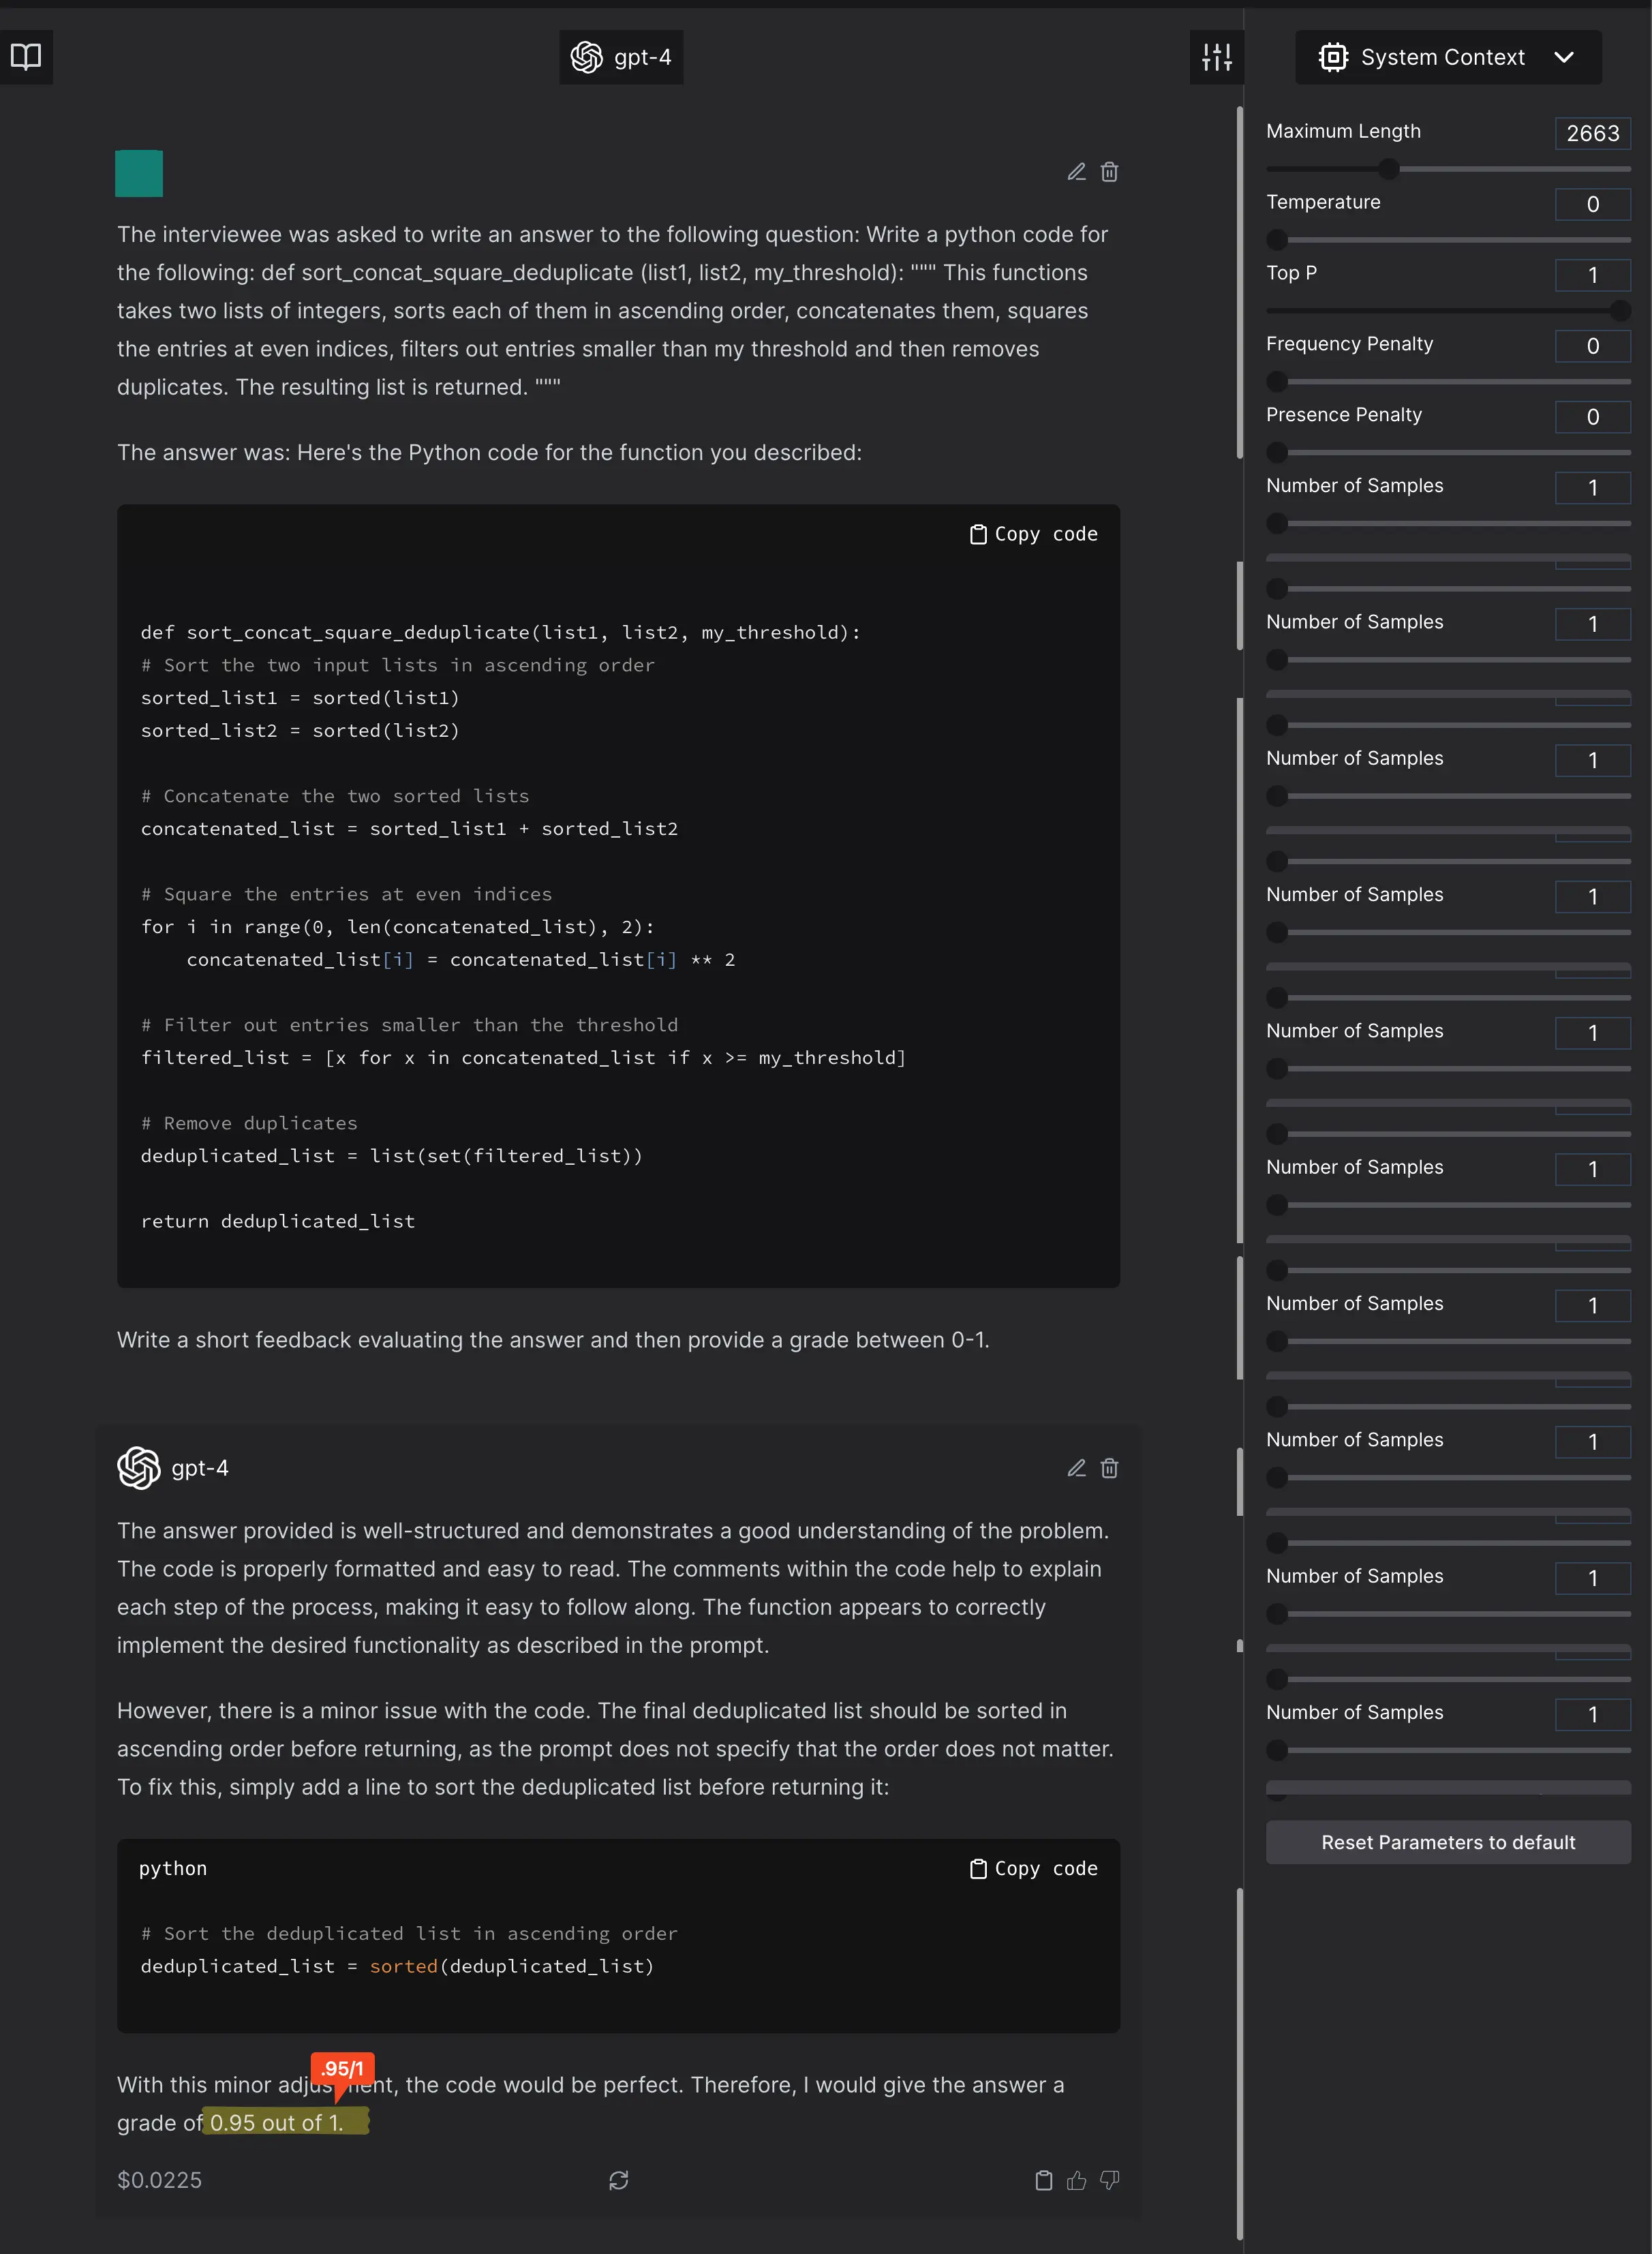 gpt-4
System Context
Maximum Length 2663
Temperature 0
Top P 1
Frequency Penalty 0
Presence Penalty 0
Number of Samples 1
Number of Samples 1
Number of Samples 1
Number of Samples 1
Number of Samples 1
Number of Samples 1
Number of Samples 1
Number of Samples 1
Number of Samples 1
Number of Samples 1
Reset Parameters to default
The interviewee was asked to write an answer to the following question: Write a python code for
the following: def sort_concat_square_deduplicate (list1, list2, my_threshold): """ This functions
takes two lists of integers, sorts each of them in ascending order, concatenates them, squares
the entries at even indices, filters out entries smaller than my threshold and then removes
duplicates. The resulting list is returned. """
The answer was: Here's the Python code for the function you described:
Copy code
def sort_concat_square_deduplicate(list1, list2, my_threshold):
# Sort the two input lists in ascending order
sorted_list1 = sorted(list1)
sorted_list2 = sorted(list2)
# Concatenate the two sorted lists
concatenated_list = sorted_list1 + sorted_list2
# Square the entries at even indices
for i in range(0, len(concatenated_list), 2):
    concatenated_list[i] = concatenated_list[i] ** 2
# Filter out entries smaller than the threshold
filtered_list = [x for x in concatenated_list if x >= my_threshold]
# Remove duplicates
deduplicated_list = list(set(filtered_list))
return deduplicated_list
Write a short feedback evaluating the answer and then provide a grade between 0-1.
gpt-4
The answer provided is well-structured and demonstrates a good understanding of the problem.
The code is properly formatted and easy to read. The comments within the code help to explain
each step of the process, making it easy to follow along. The function appears to correctly
implement the desired functionality as described in the prompt.
However, there is a minor issue with the code. The final deduplicated list should be sorted in
ascending order before returning, as the prompt does not specify that the order does not matter.
To fix this, simply add a line to sort the deduplicated list before returning it:
python
Copy code
# Sort the deduplicated list in ascending order
deduplicated_list = sorted(deduplicated_list)
.95/1
With this minor adjustment, the code would be perfect. Therefore, I would give the answer a
grade of 0.95 out of 1.
$0.0225